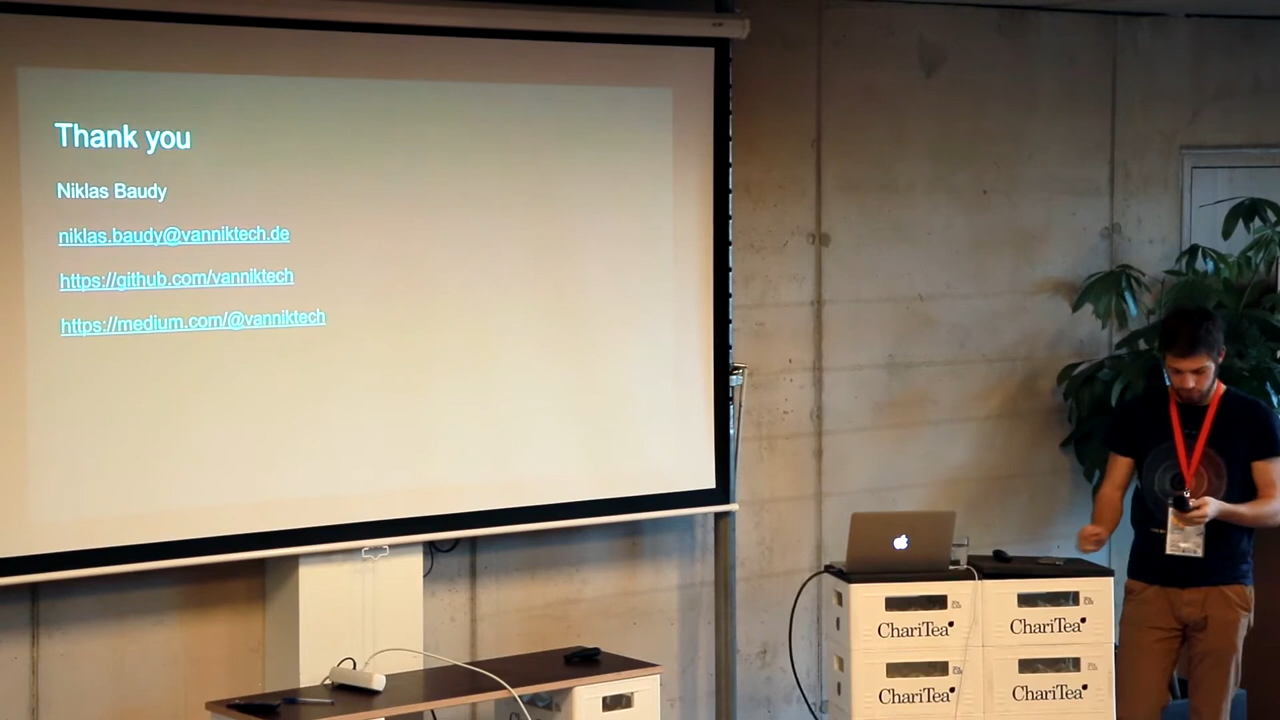 Thank you
Niklas Baudy
niklas.baudy@vanniktech.de
https://github.com/vanniktech
https://medium.com/@vanniktech
ChariTea
ChariTea
ChariTea
ChariTea